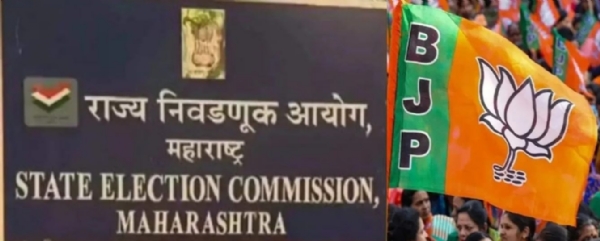 राज्य निवडणूक आयोग,
महाराष्ट्र
STATE ELECTION COMMISSION,
MAHARASHTRA
BJP